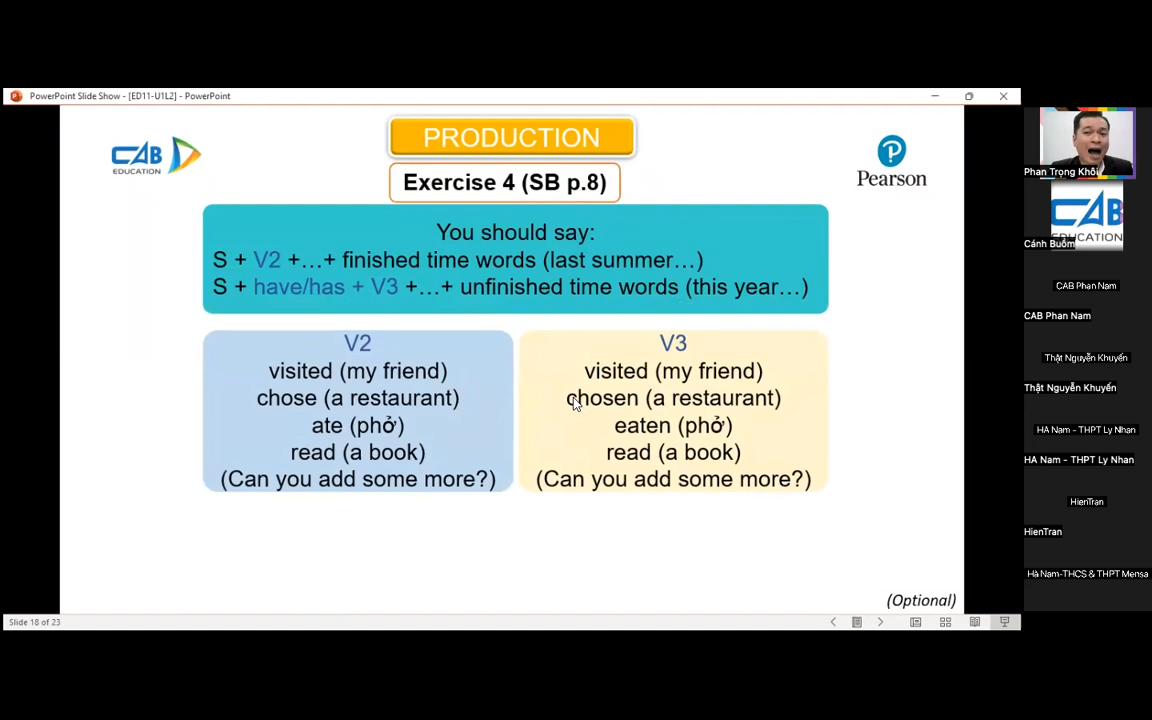 PowerPoint Slide Show - [ED11-U1L2] - PowerPoint
CAB
EDUCATION
PRODUCTION
Exercise 4 (SB p.8)
Pearson
You should say:
S + V2 +…+ finished time words (last summer…)
S + have/has + V3 +…+ unfinished time words (this year…)
V2
visited (my friend)
chose (a restaurant)
ate (phở)
read (a book)
(Can you add some more?)
V3
visited (my friend)
chosen (a restaurant)
eaten (phở)
read (a book)
(Can you add some more?)
(Optional)
Slide 18 of 23
Phan Trọng Khôi
CAB
EDUCATION
Cánh Buồm
CAB Phan Nam
CAB Phan Nam
Thật Nguyễn Khuyến
Thật Nguyễn Khuyến
HA Nam - THPT Ly Nhan
HA Nam - THPT Ly Nhan
HienTran
HienTran
Hà Nam-THCS & THPT Mensa